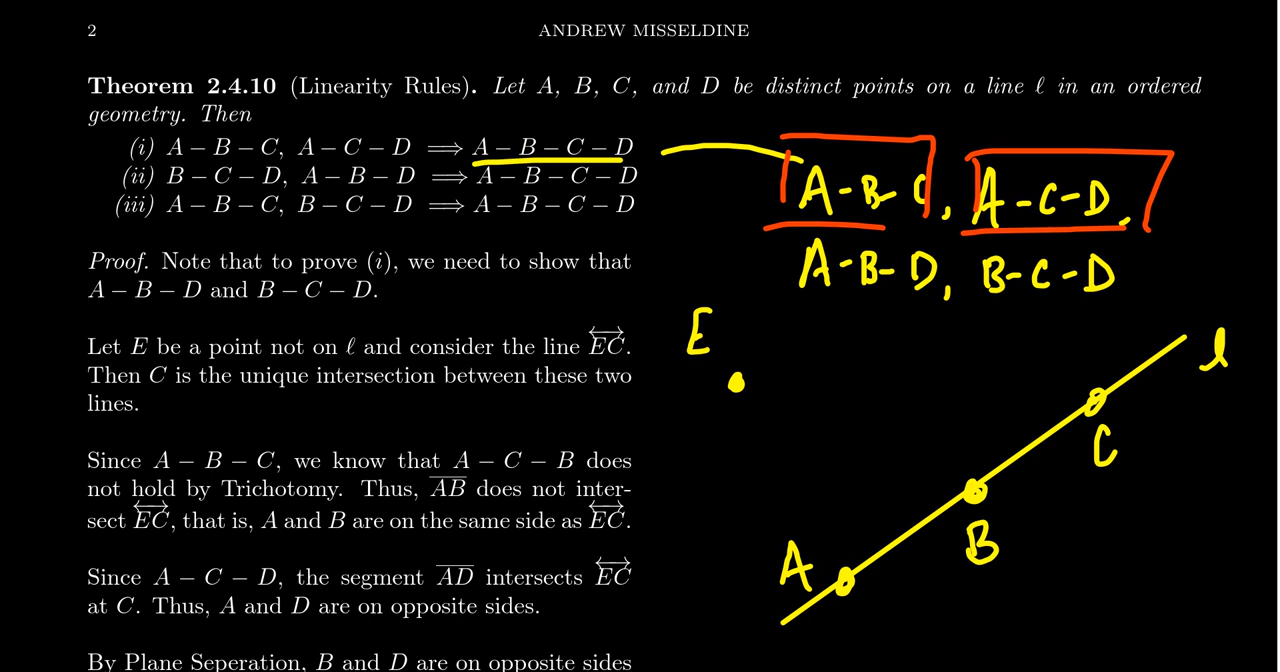 2
ANDREW MISSELDINE
Theorem 2.4.10 (Linearity Rules). Let A, B, C, and D be distinct points on a line ℓ in an ordered
geometry. Then
(i) A − B − C, A − C − D ⟹ A − B − C − D
(ii) B − C − D, A − B − D ⟹ A − B − C − D
(iii) A − B − C, B − C − D ⟹ A − B − C − D
A-B-C, A-C-D,
A-B-D, B-C-D
Proof. Note that to prove (i), we need to show that
A − B − D and B − C − D.
Let E be a point not on ℓ and consider the line EC.
Then C is the unique intersection between these two
lines.
Since A − B − C, we know that A − C − B does
not hold by Trichotomy. Thus, AB does not inter-
sect EC, that is, A and B are on the same side as EC.
Since A − C − D, the segment AD intersects EC
at C. Thus, A and D are on opposite sides.
By Plane Seperation, B and D are on opposite sides
E
ℓ
C
B
A